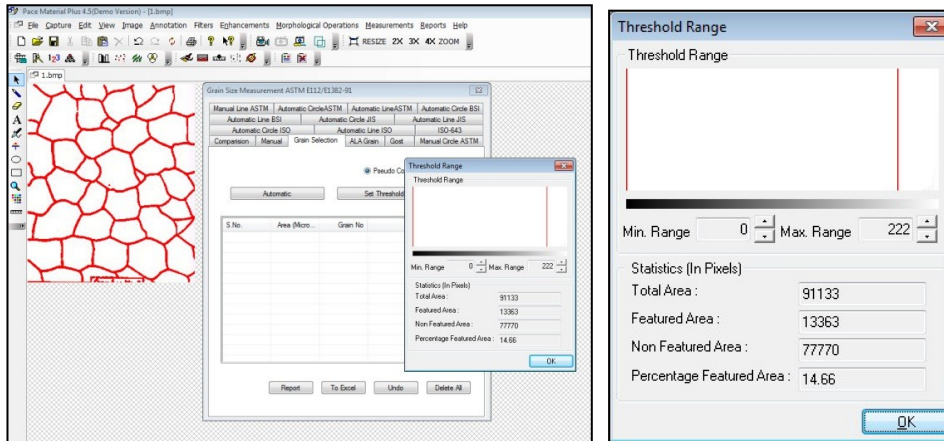 Pace Material Plus 4.5(Demo Version) - [1.bmp]
File Capture Edit View Image Annotation Filters Enhancements Morphological Operations Measurements Reports Help
RESIZE 2X 3X 4X ZOOM
1.bmp
Grain Size Measurement ASTM E112/E1382-91
Manual Line ASTM Automatic CircleASTM Automatic LineASTM Automatic Circle BSI
Automatic Line BSI Automatic Circle JIS Automatic Line JIS
Automatic Circle ISO Automatic Line ISO ISO-643
Comparision Manual Grain Selection ALA Grain Gost Manual Circle ASTM
Pseudo Co
Automatic Set Threshold
S.No. Area (Micro... Grain No
Report To Excel Undo Delete All
Threshold Range
Threshold Range
Min. Range 0 Max. Range 222
Statistics (In Pixels)
Total Area : 91133
Featured Area : 13363
Non Featured Area : 77770
Percentage Featured Area : 14.66
OK
Threshold Range
Threshold Range
Min. Range 0 Max. Range 222
Statistics (In Pixels)
Total Area : 91133
Featured Area : 13363
Non Featured Area : 77770
Percentage Featured Area : 14.66
OK